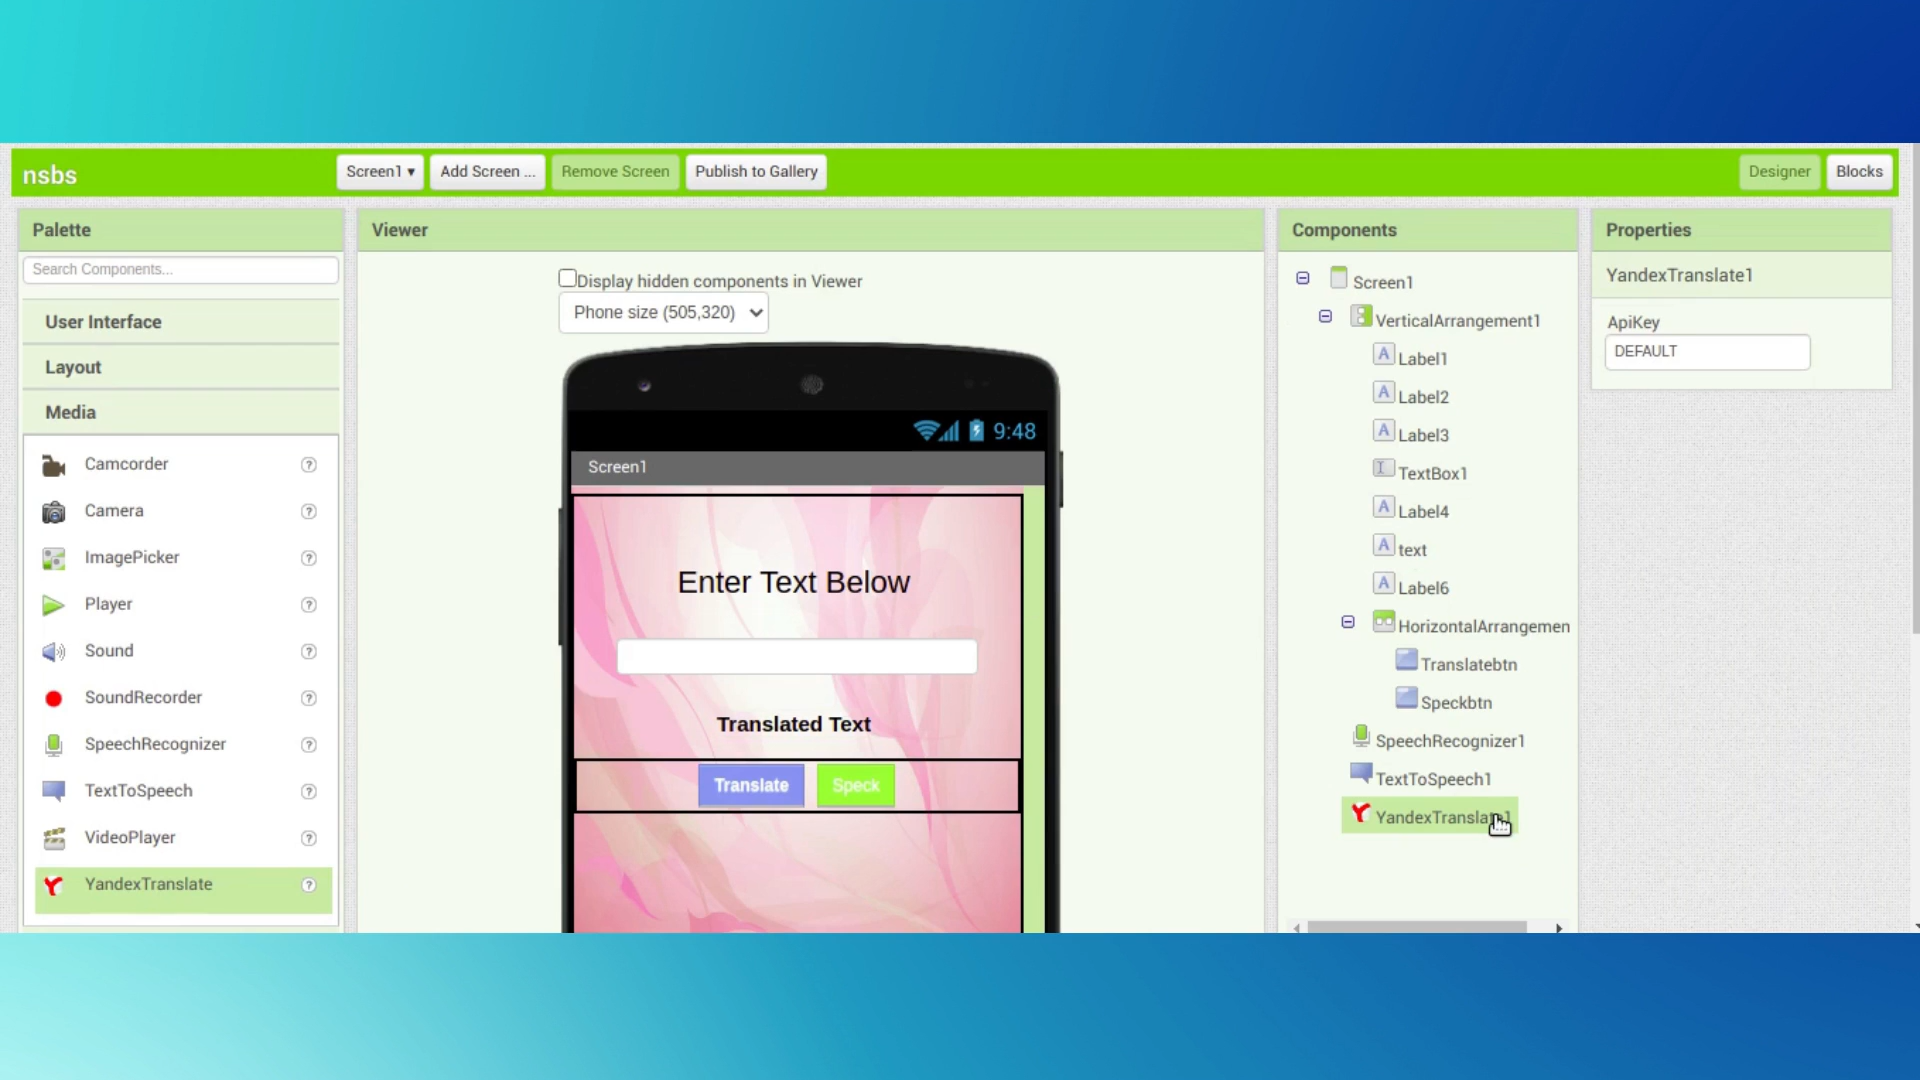 nsbs
Screen1 ▾
Add Screen ...
Remove Screen
Publish to Gallery
Designer
Blocks
Palette
Search Components...
User Interface
Layout
Media
Camcorder ?
Camera ?
ImagePicker ?
Player ?
Sound ?
SoundRecorder ?
SpeechRecognizer ?
TextToSpeech ?
VideoPlayer ?
YandexTranslate ?
Viewer
Display hidden components in Viewer
Phone size (505,320)
9:48
Screen1
Enter Text Below
Translated Text
Translate
Speck
Components
Screen1
VerticalArrangement1
A Label1
A Label2
A Label3
TextBox1
A Label4
A text
A Label6
HorizontalArrangemen
Translatebtn
Speckbtn
SpeechRecognizer1
TextToSpeech1
YandexTranslate1
Properties
YandexTranslate1
ApiKey
DEFAULT